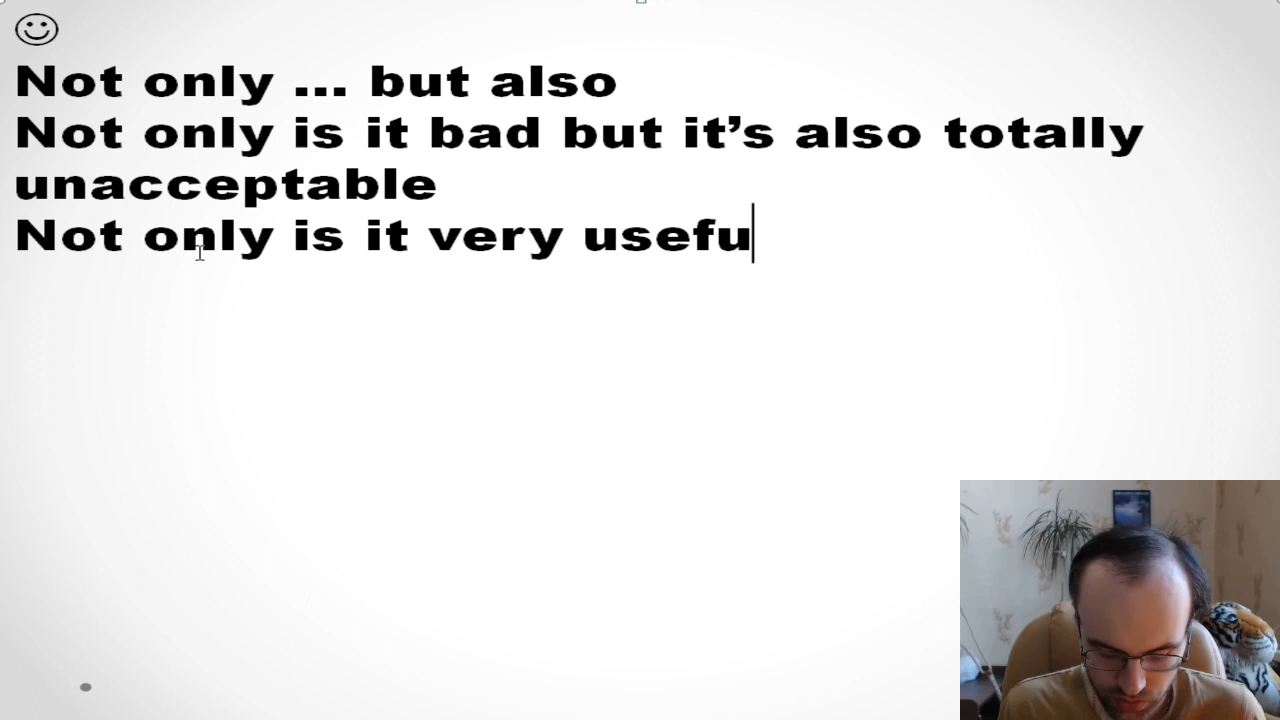 Not only ... but also
Not only is it bad but it’s also totally
unacceptable
Not only is it very usefu